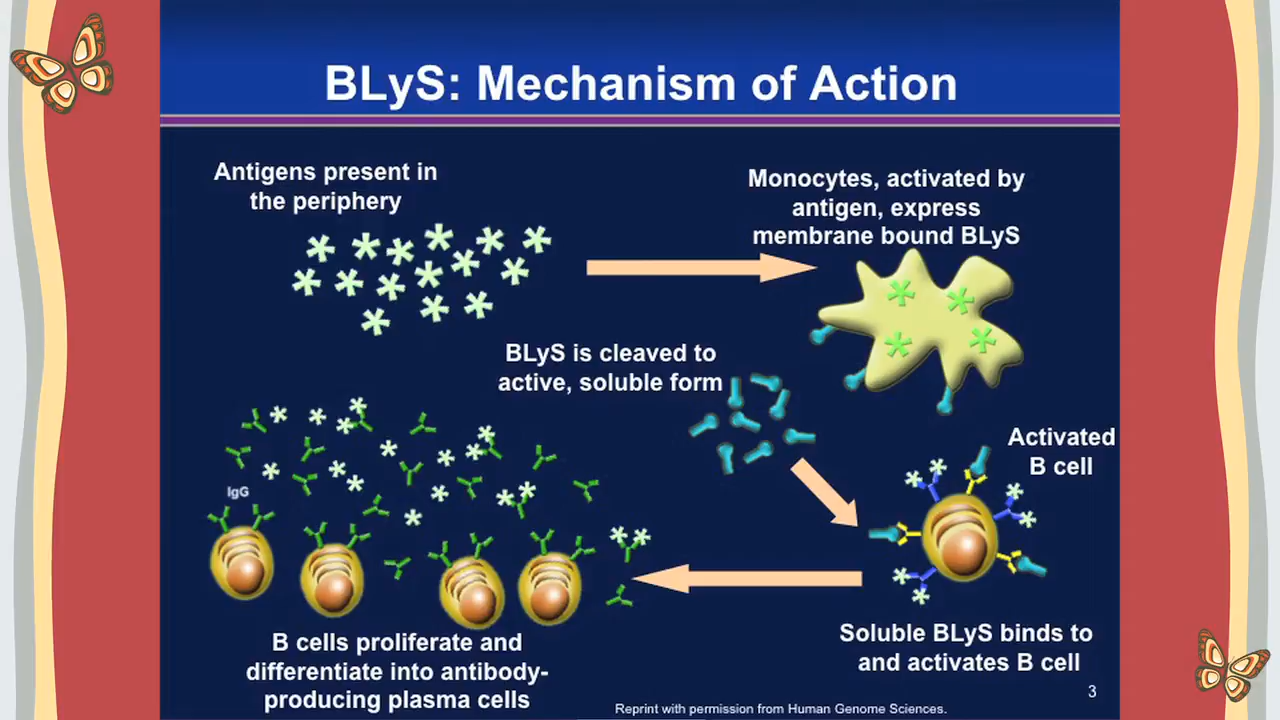 BLyS: Mechanism of Action
Antigens present in
the periphery
Monocytes, activated by
antigen, express
membrane bound BLyS
BLyS is cleaved to
active, soluble form
Activated
B cell
IgG
Soluble BLyS binds to
and activates B cell
B cells proliferate and
differentiate into antibody-
producing plasma cells
3
Reprint with permission from Human Genome Sciences.